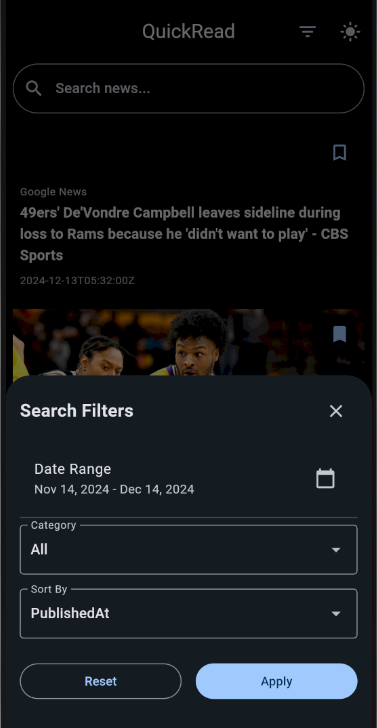 QuickRead
Search news...
Google News
49ers' De'Vondre Campbell leaves sideline during
loss to Rams because he 'didn't want to play' - CBS
Sports
2024-12-13T05:32:00Z
Search Filters
Date Range
Nov 14, 2024 - Dec 14, 2024
Category
All
Sort By
PublishedAt
Reset
Apply